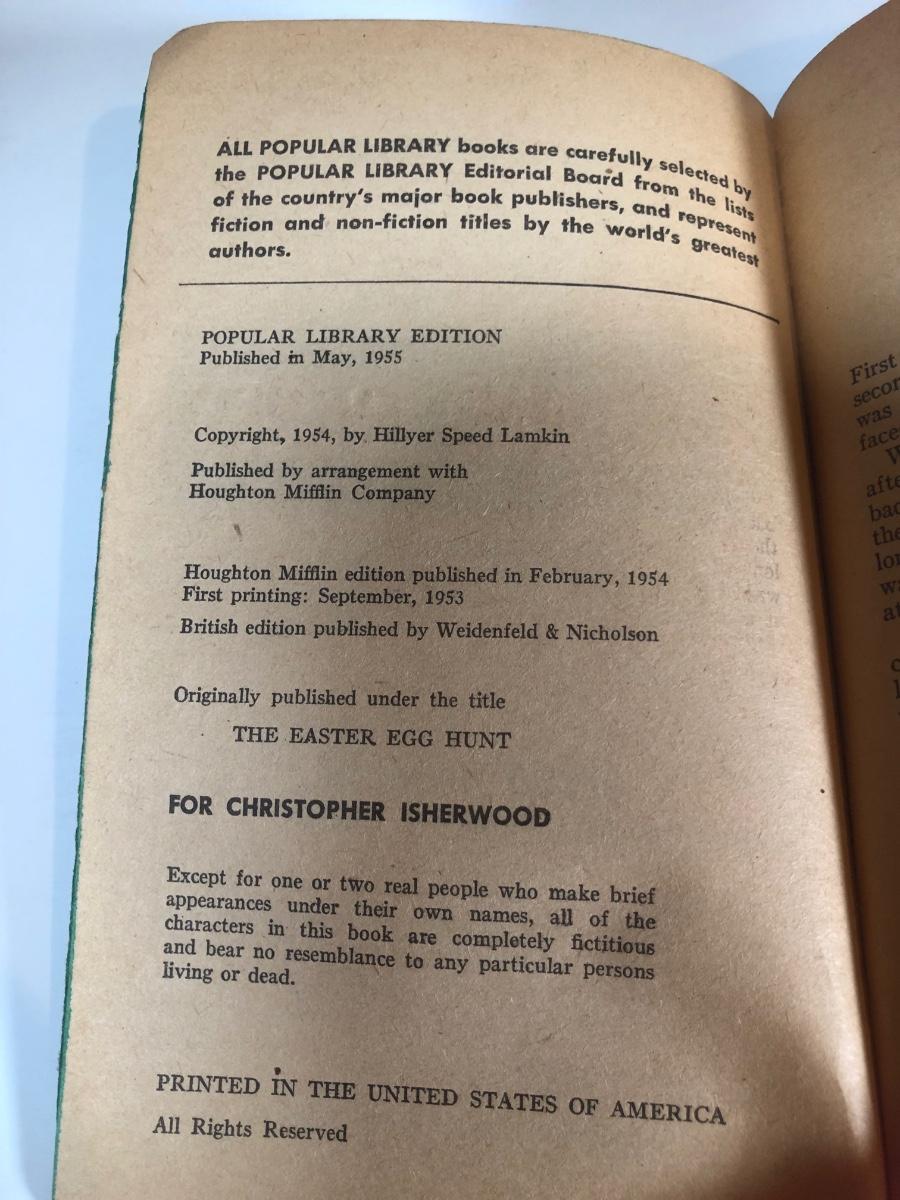 ALL POPULAR LIBRARY books are carefully selected by
the POPULAR LIBRARY Editorial Board from the lists
of the country's major book publishers, and represent
fiction and non-fiction titles by the world's greatest
authors.
POPULAR LIBRARY EDITION
Published in May, 1955
Copyright, 1954, by Hillyer Speed Lamkin
Published by arrangement with
Houghton Mifflin Company
Houghton Mifflin edition published in February, 1954
First printing: September, 1953
British edition published by Weidenfeld & Nicholson
Originally published under the title
THE EASTER EGG HUNT
FOR CHRISTOPHER ISHERWOOD
Except for one or two real people who make brief
appearances under their own names, all of the
characters in this book are completely fictitious
and bear no resemblance to any particular persons
living or dead.
PRINTED IN THE UNITED STATES OF AMERICA
All Rights Reserved
First
was